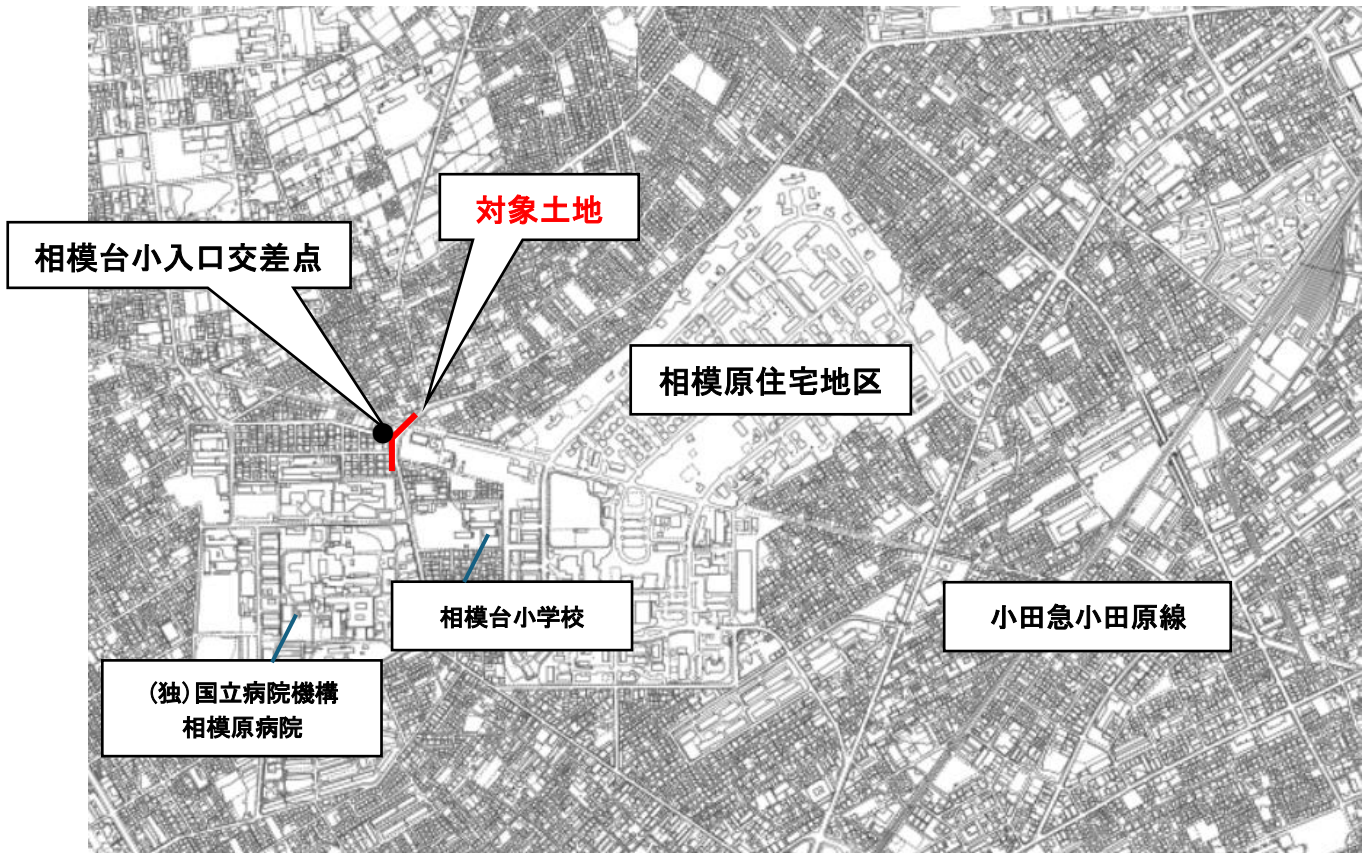 対象土地
相模台小入口交差点
相模原住宅地区
相模台小学校
小田急小田原線
（独）国立病院機構
相模原病院